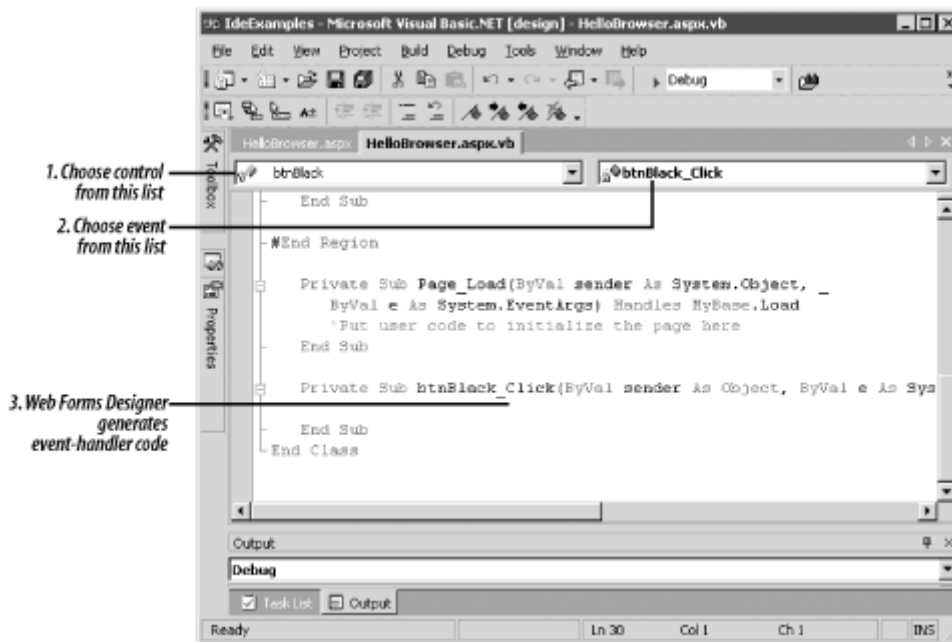 IdeExamples - Microsoft Visual Basic.NET [design] - HelloBrowser.aspx.vb
File Edit View Project Build Debug Tools Window Help
Debug
HelloBrowser.aspx HelloBrowser.aspx.vb
Toolbox
Properties
1. Choose control
from this list
btnBlack
btnBlack_Click
2. Choose event
from this list
End Sub
#End Region
Private Sub Page_Load(ByVal sender As System.Object, _
ByVal e As System.EventArgs) Handles MyBase.Load
'Put user code to initialize the page here
End Sub
Private Sub btnBlack_Click(ByVal sender As Object, ByVal e As Sys
3. Web Forms Designer
generates
event-handler code
End Sub
End Class
Output
Debug
Task List Output
Ready Ln 30 Col 1 Ch 1 INS